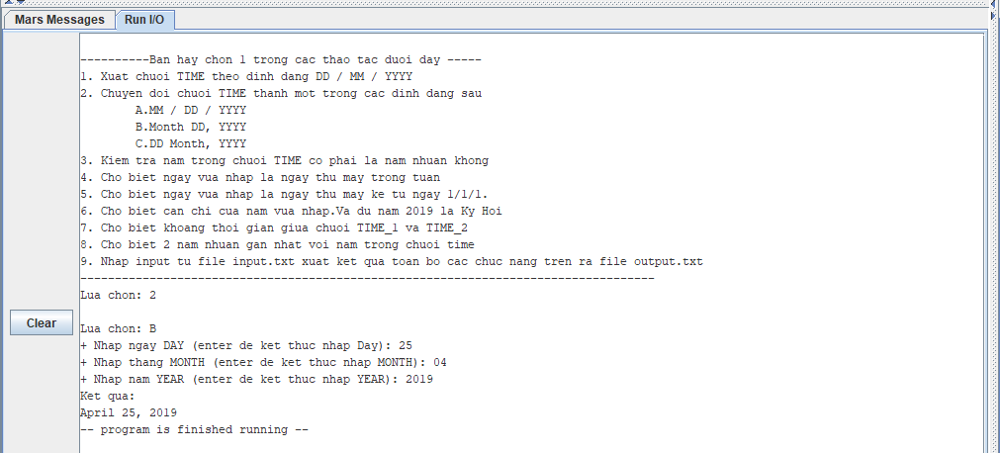 Mars Messages Run I/O
----------Ban hay chon 1 trong cac thao tac duoi day -----
1. Xuat chuoi TIME theo dinh dang DD / MM / YYYY
2. Chuyen doi chuoi TIME thanh mot trong cac dinh dang sau
A.MM / DD / YYYY
B.Month DD, YYYY
C.DD Month, YYYY
3. Kiem tra nam trong chuoi TIME co phai la nam nhuan khong
4. Cho biet ngay vua nhap la ngay thu may trong tuan
5. Cho biet ngay vua nhap la ngay thu may ke tu ngay 1/1/1.
6. Cho biet can chi cua nam vua nhap.Va du nam 2019 la Ky Hoi
7. Cho biet khoang thoi gian giua chuoi TIME_1 va TIME_2
8. Cho biet 2 nam nhuan gan nhat voi nam trong chuoi time
9. Nhap input tu file input.txt xuat ket qua toan bo cac chuc nang tren ra file output.txt
-----------------------------------------------------------------------------------
Lua chon: 2
Clear
Lua chon: B
+ Nhap ngay DAY (enter de ket thuc nhap Day): 25
+ Nhap thang MONTH (enter de ket thuc nhap MONTH): 04
+ Nhap nam YEAR (enter de ket thuc nhap YEAR): 2019
Ket qua:
April 25, 2019
-- program is finished running --